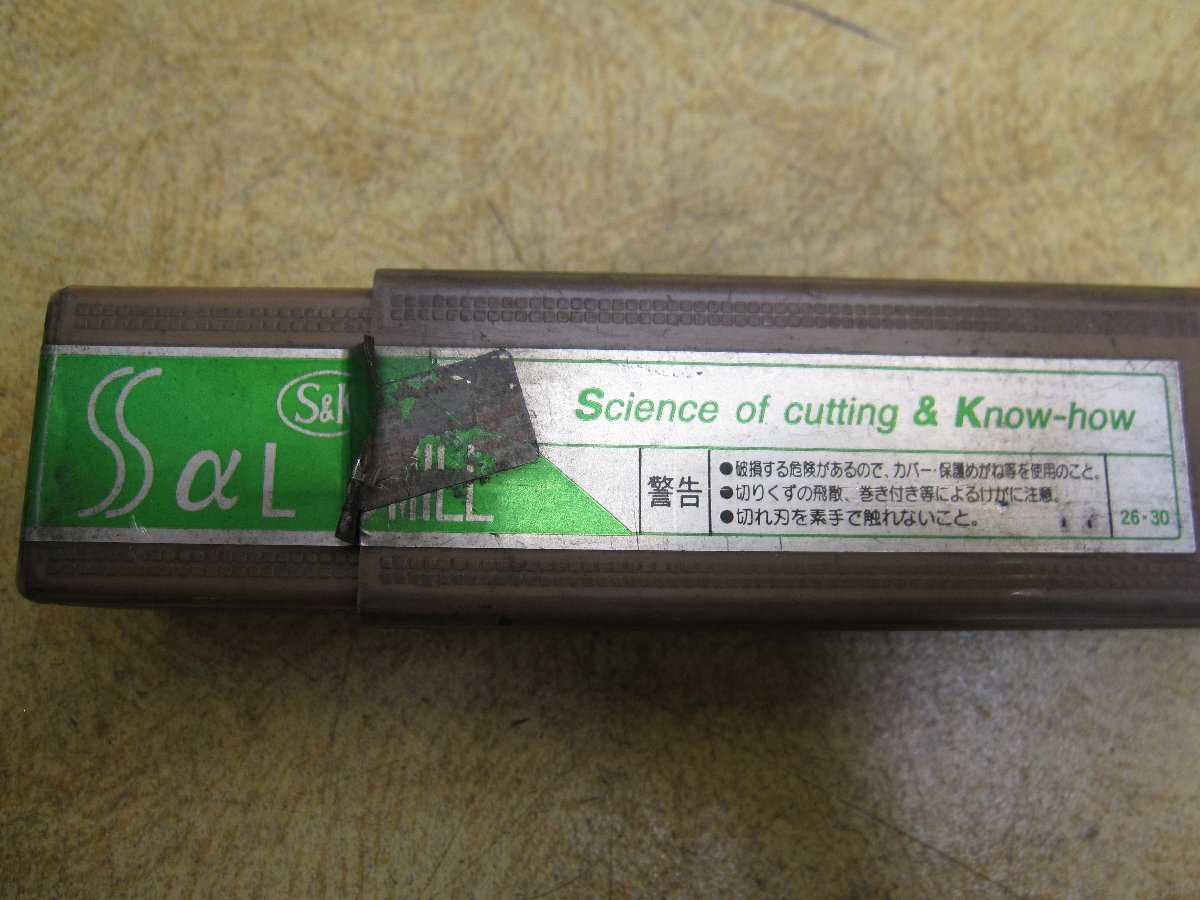 SS αL
S&K
MILL
MILL
Science of cutting & Know-how
警告
●破損する危険があるので、カバー・保護めがね等を使用のこと。
●切りくずの飛散、巻き付き等によるけがに注意。
●切れ刃を素手で触れないこと。
26・30